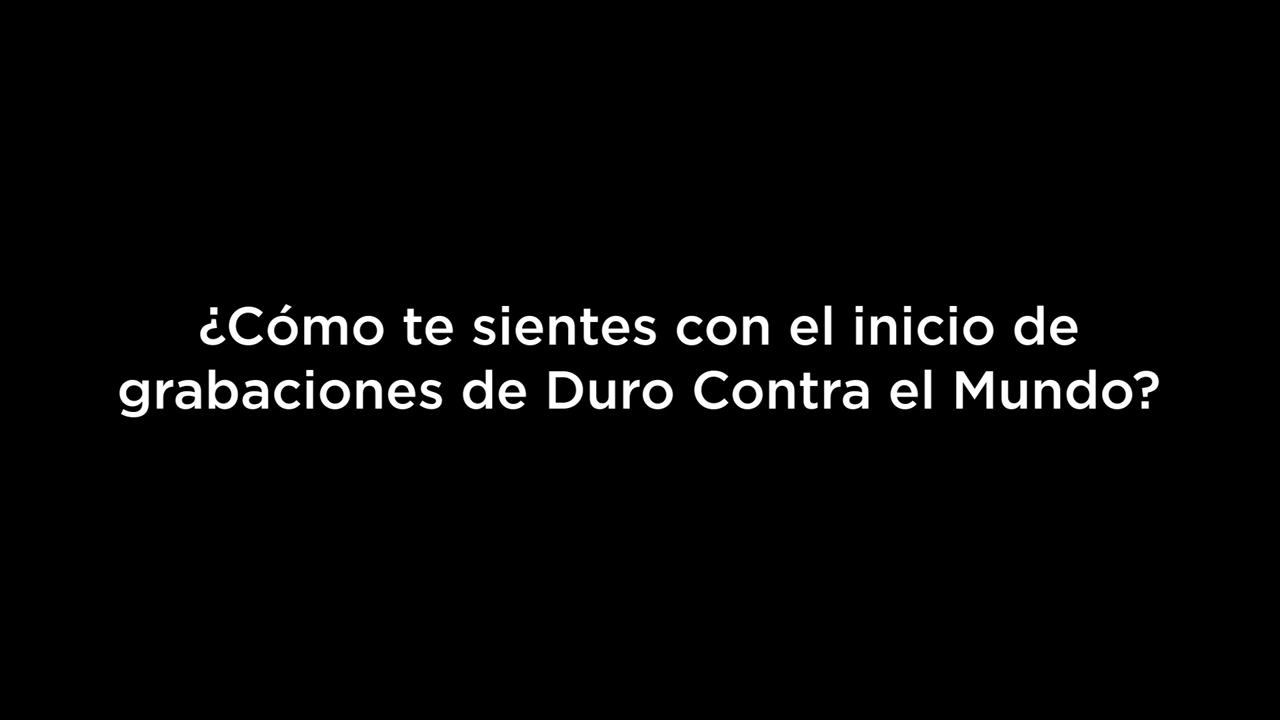 ¿Cómo te sientes con el inicio de
grabaciones de Duro Contra el Mundo?